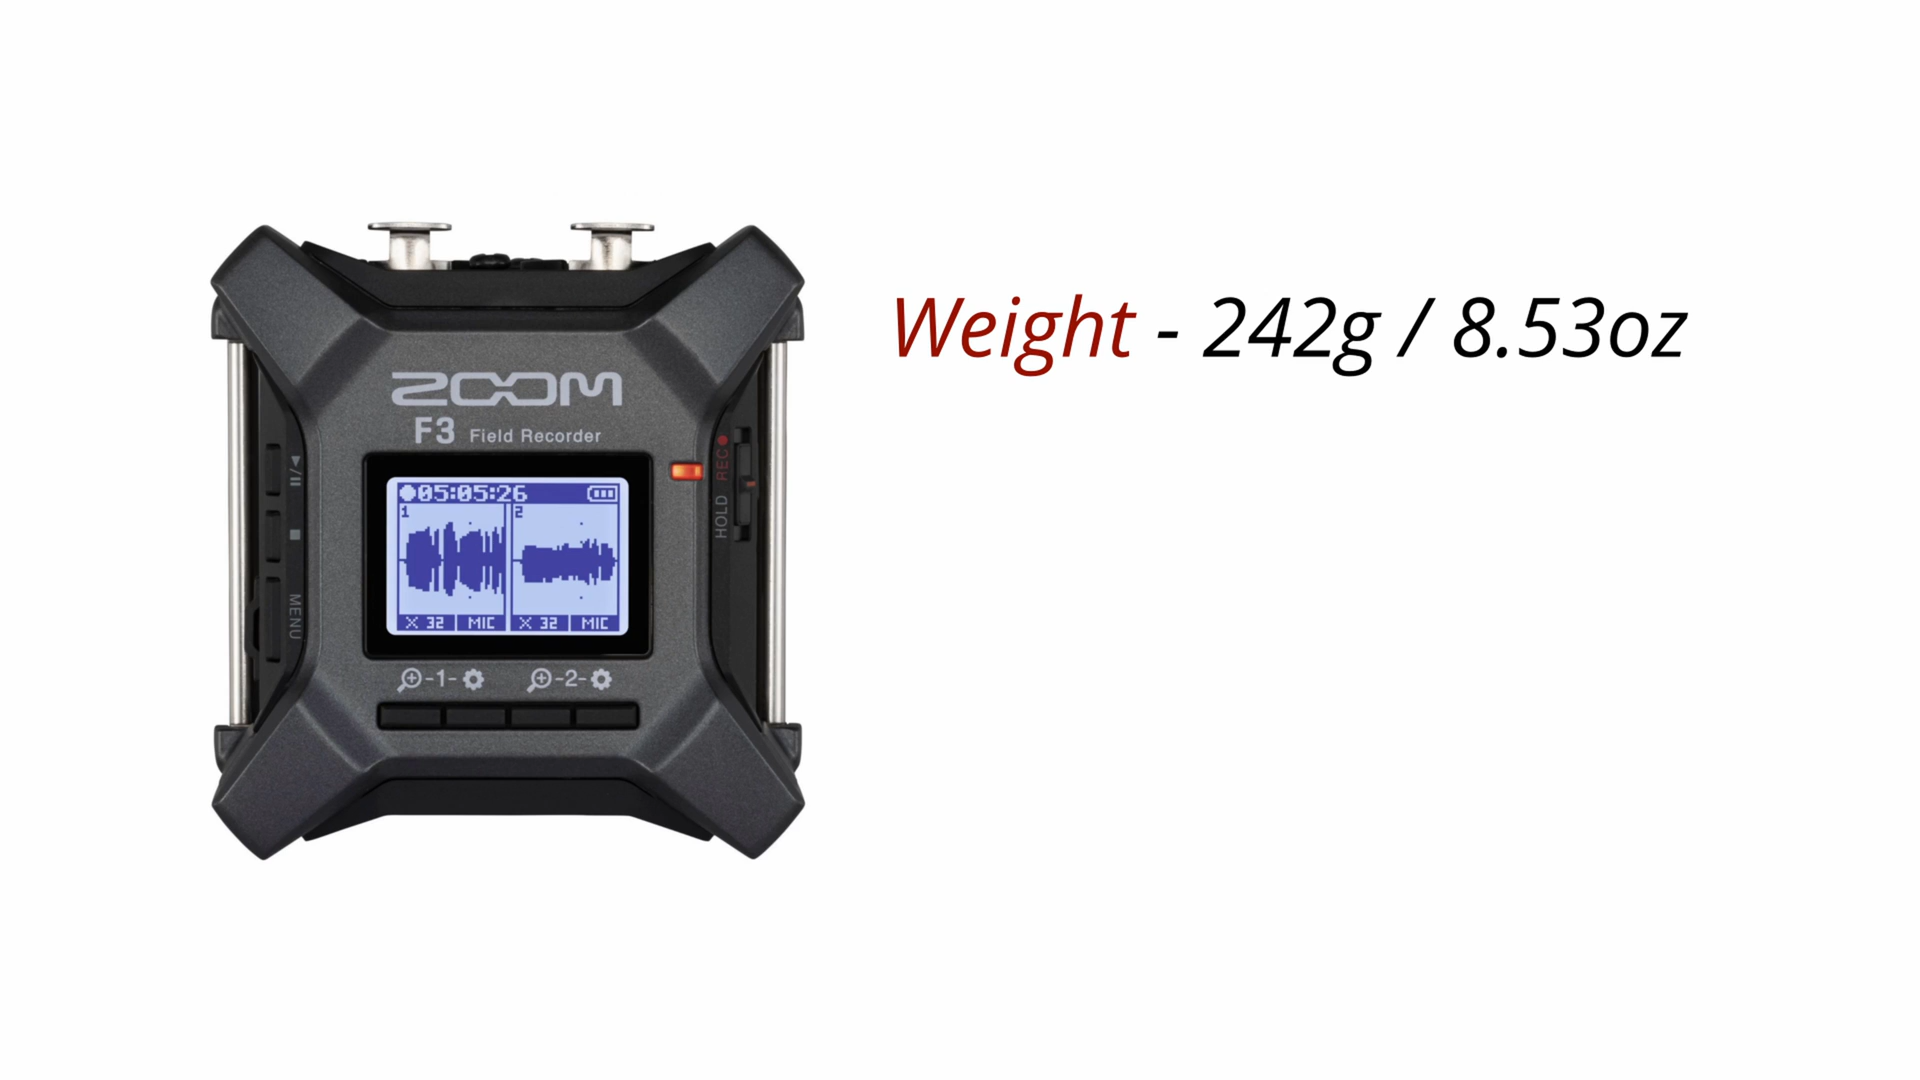 Weight - 242g / 8.53oz
ZOOM
F3 Field Recorder
REC
HOLD
05:05:26
1 2
X 32 MIC X 32 MIC
MENU
-1- -2-